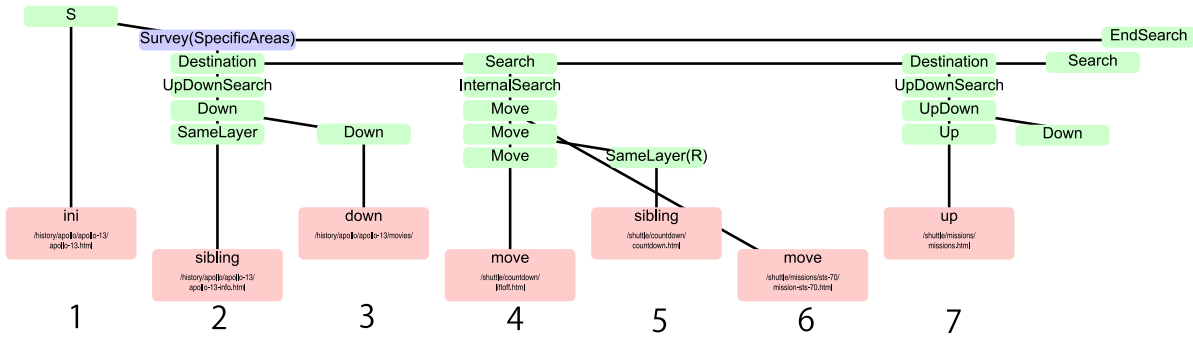 S
Survey(SpecificAreas)
EndSearch
Destination
Search
Destination
Search
UpDownSearch
InternalSearch
UpDownSearch
Down
Move
UpDown
SameLayer
Down
Move
Up
Down
Move
SameLayer(R)
ini
/history/apollo/apollo-13/
apollo-13.html
sibling
/history/apollo/apollo-13/
apollo-13-info.html
down
/history/apollo/apollo-13/movies/
move
/shuttle/countdown/
liftoff.html
sibling
/shuttle/countdown/
countdown.html
move
/shuttle/missions/sts-70/
mission-sts-70.html
up
/shuttle/missions/
missions.html
1
2
3
4
5
6
7